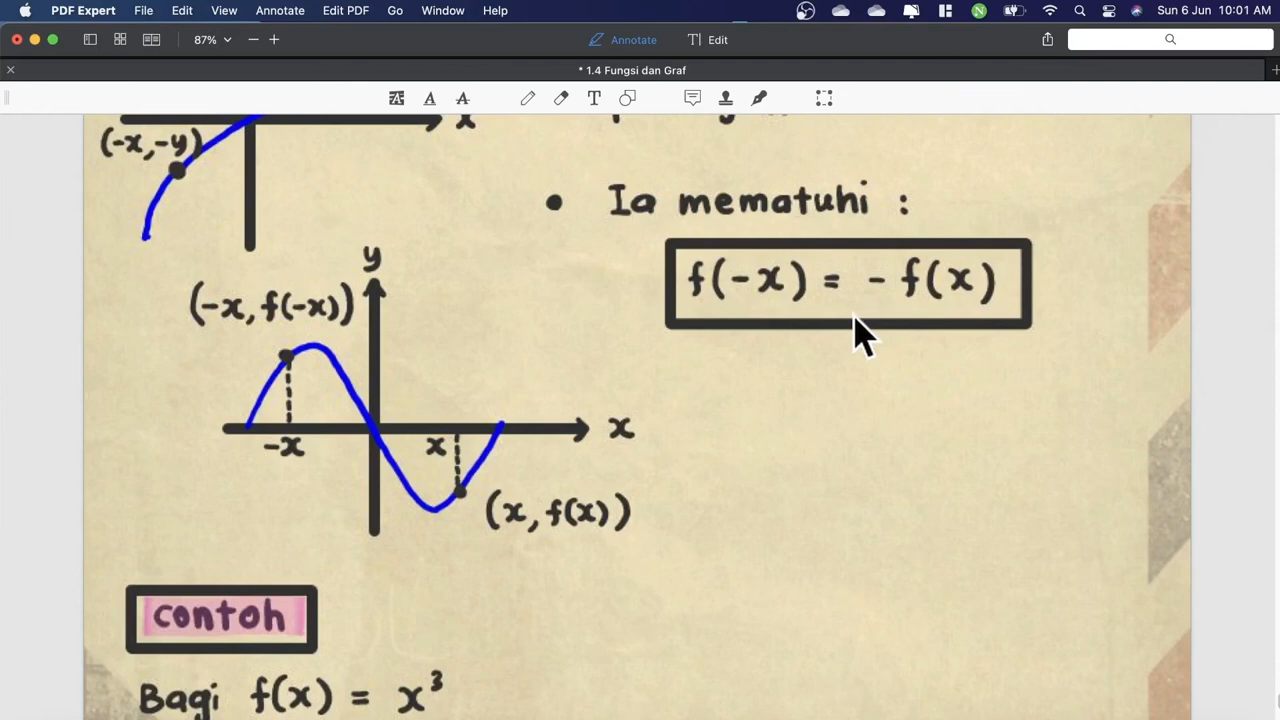 PDF Expert File Edit View Annotate Edit PDF Go Window Help Sun 6 Jun 10:01 AM
87% Annotate Edit
* 1.4 Fungsi dan Graf
x
(-x,-y)
• Ia mematuhi :
f(-x) = - f(x)
y
(-x, f(-x))
x
-x x
(x, f(x))
contoh
Bagi f(x) = x³